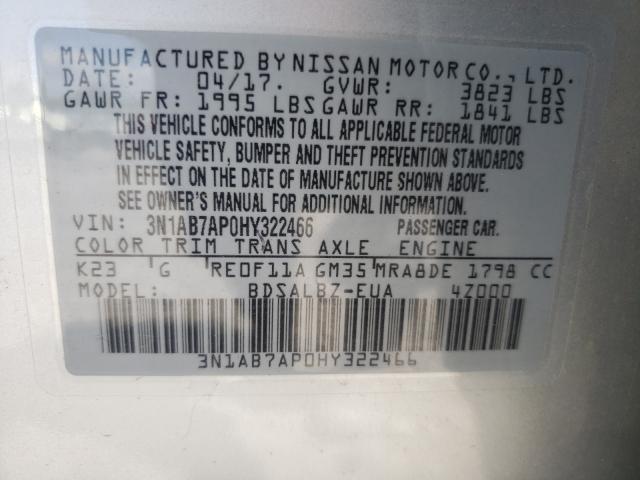 MANUFACTURED BY NISSAN MOTOR CO., LTD.
DATE: 04/17. GVWR: 3823 LBS
GAWR FR: 1995 LBS GAWR RR: 1841 LBS
THIS VEHICLE CONFORMS TO ALL APPLICABLE FEDERAL MOTOR
VEHICLE SAFETY, BUMPER AND THEFT PREVENTION STANDARDS
IN EFFECT ON THE DATE OF MANUFACTURE SHOWN ABOVE.
SEE OWNER'S MANUAL FOR ADDITIONAL INFORMATION.
VIN: 3N1AB7AP0HY322466 PASSENGER CAR.
COLOR TRIM TRANS AXLE ENGINE
K23 G RE0F11A GM35 MRA8DE 1798 CC
MODEL: BDSALBZ-EUA 4Z000
3N1AB7AP0HY322466